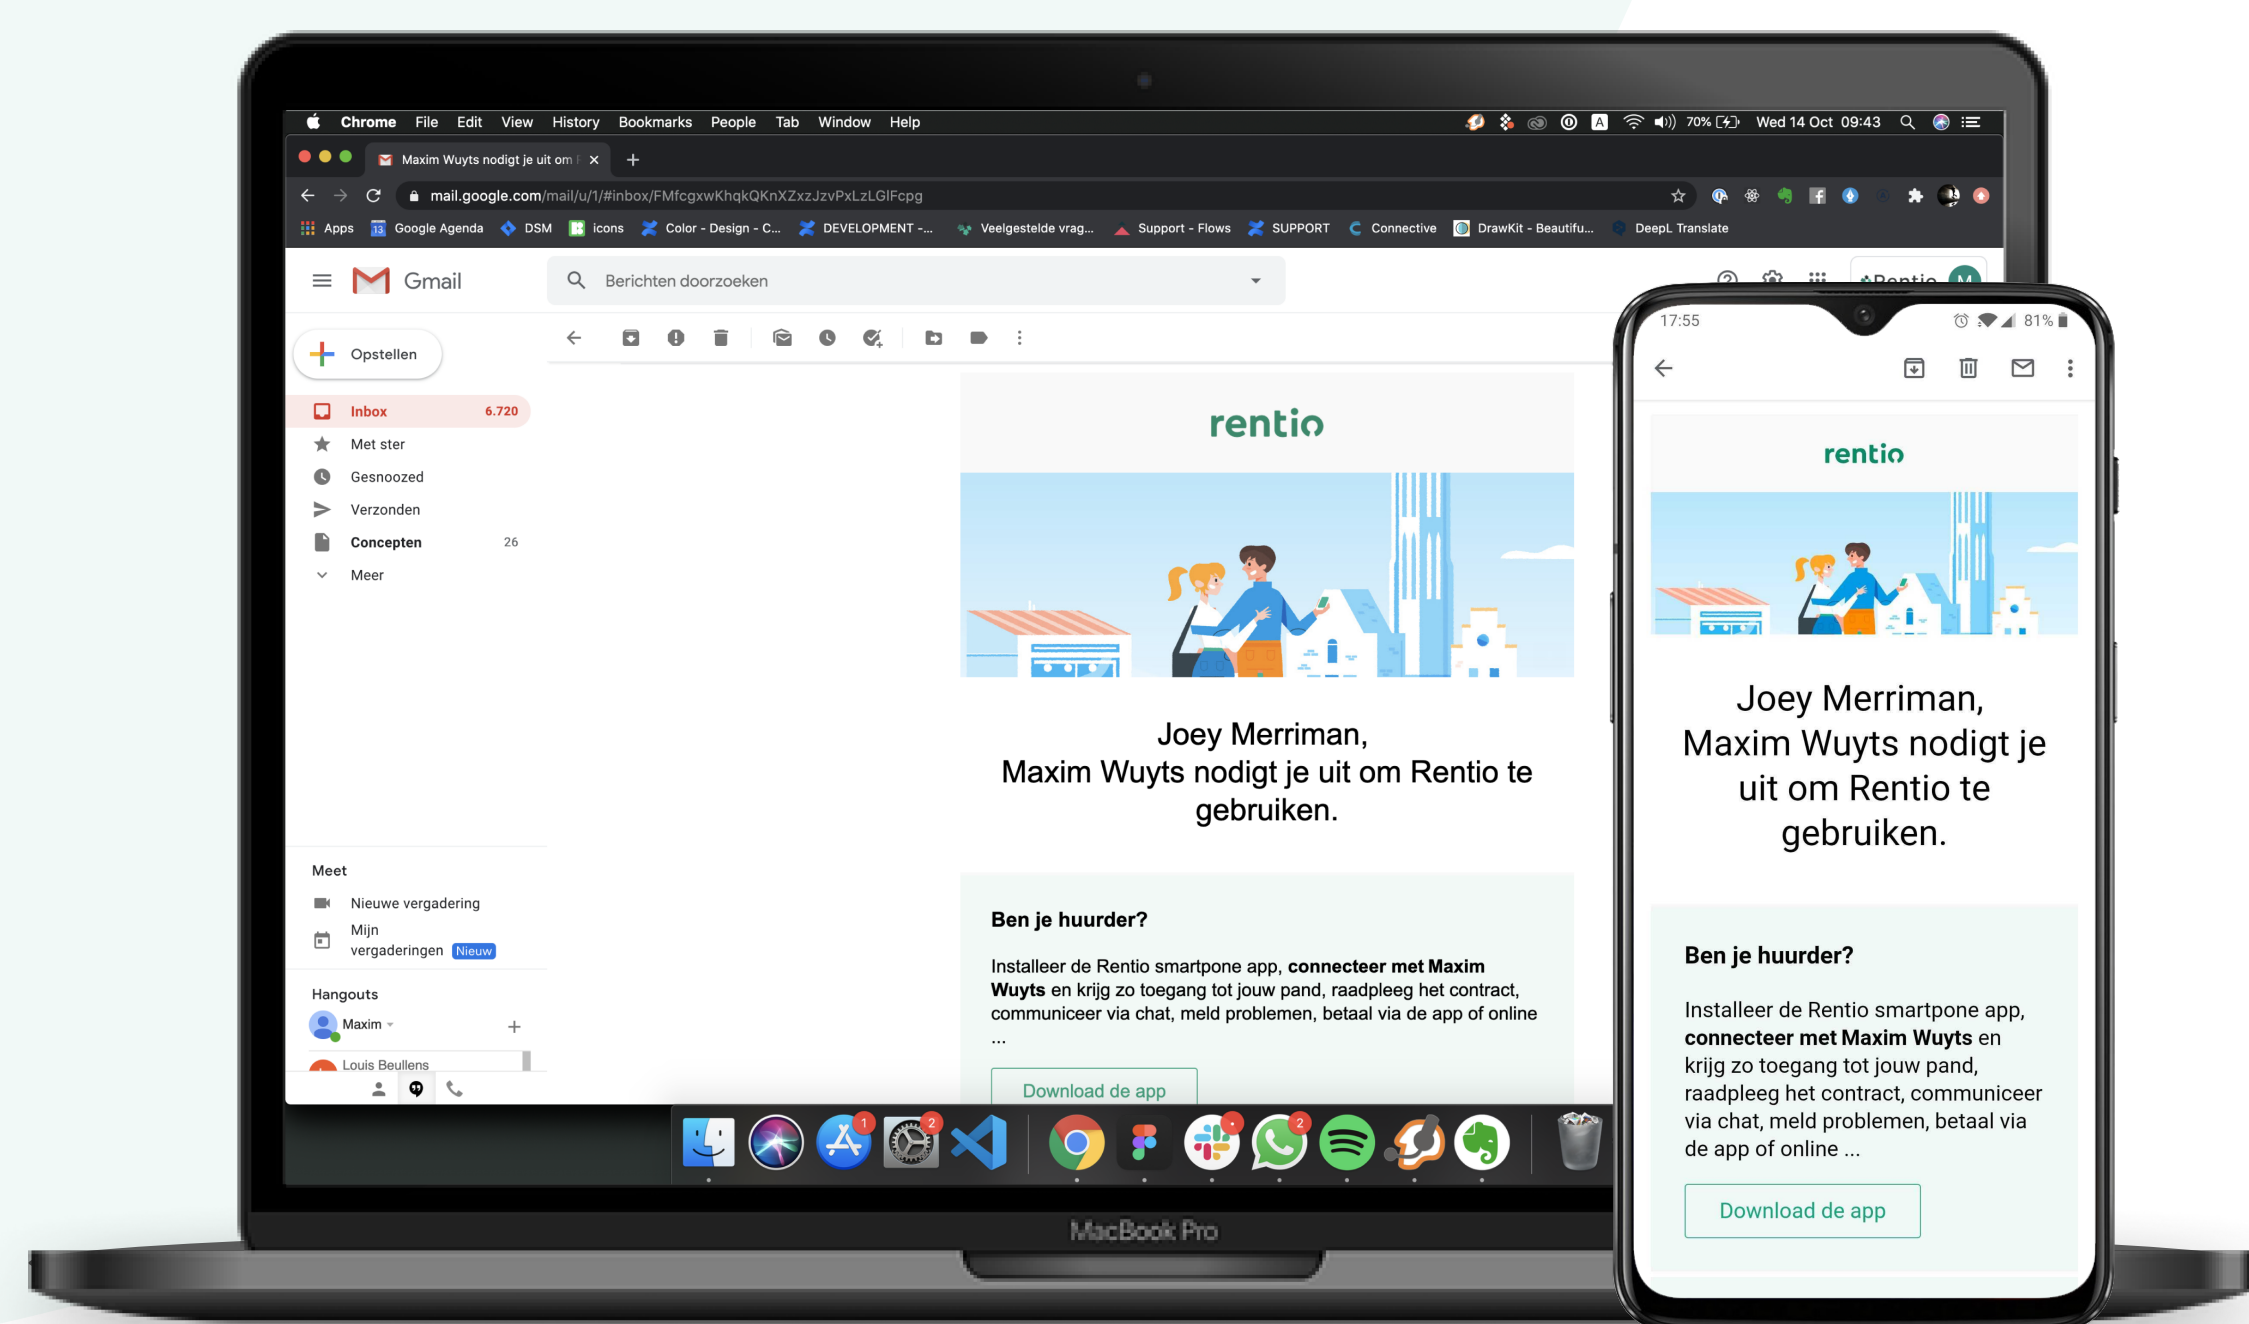 Chrome File Edit View History Bookmarks People Tab Window Help
70% Wed 14 Oct 09:43
Maxim Wuyts nodigt je uit om
mail.google.com/mail/u/1/#inbox/FMfcgxwKhqkQKnXZxzJzvPxLzLGlFcpg
Apps Google Agenda DSM icons Color - Design - C... DEVELOPMENT -... Veelgestelde vrag... Support - Flows SUPPORT Connective DrawKit - Beautifu... DeepL Translate
Gmail
Berichten doorzoeken
Rentio M
Opstellen
Inbox 6.720
Met ster
Gesnoozed
Verzonden
Concepten 26
Meer
Meet
Nieuwe vergadering
Mijn
vergaderingen Nieuw
Hangouts
Maxim
Louis Beullens
rentio
Joey Merriman,
Maxim Wuyts nodigt je uit om Rentio te
gebruiken.
Ben je huurder?
Installeer de Rentio smartpone app, connecteer met Maxim
Wuyts en krijg zo toegang tot jouw pand, raadpleeg het contract,
communiceer via chat, meld problemen, betaal via de app of online
...
Download de app
1
2
2
MacBook Pro
17:55
81%
rentio
Joey Merriman,
Maxim Wuyts nodigt je
uit om Rentio te
gebruiken.
Ben je huurder?
Installeer de Rentio smartpone app,
connecteer met Maxim Wuyts en
krijg zo toegang tot jouw pand,
raadpleeg het contract, communiceer
via chat, meld problemen, betaal via
de app of online ...
Download de app